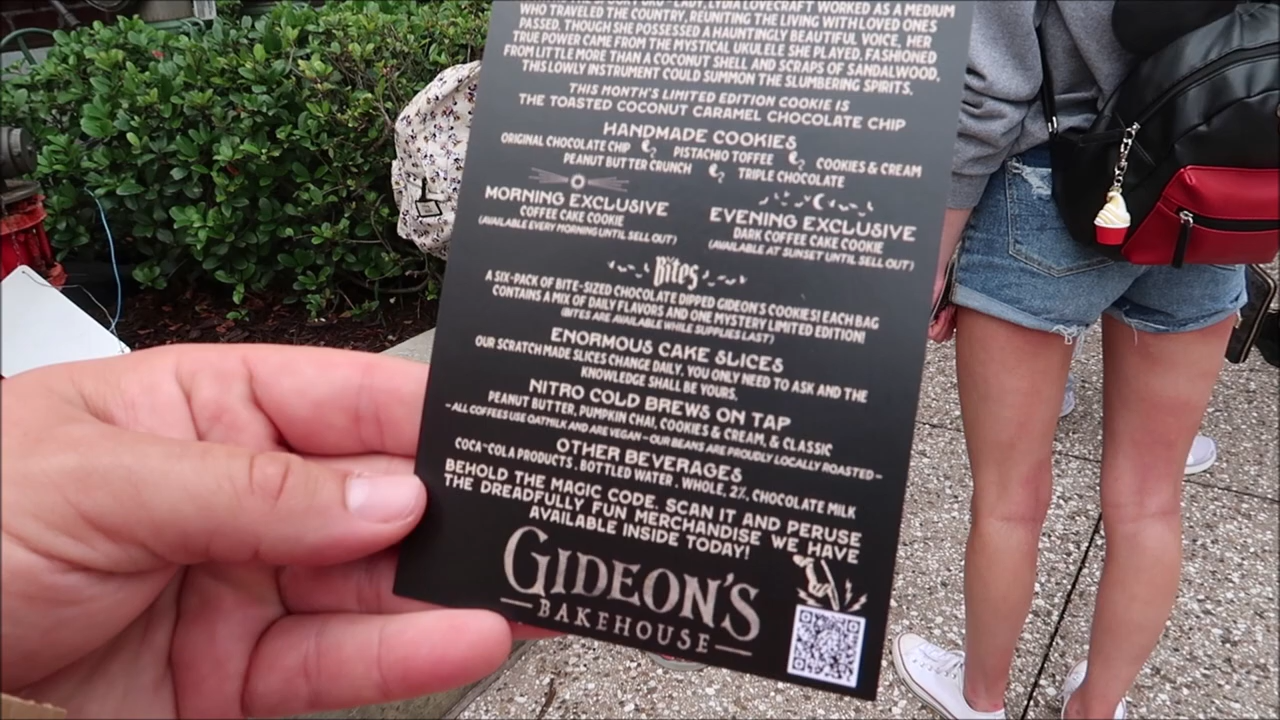 LADY, LYDIA LOVECRAFT WORKED AS A MEDIUM
WHO TRAVELED THE COUNTRY, REUNITING THE LIVING WITH LOVED ONES
PASSED. THOUGH SHE POSSESSED A HAUNTINGLY BEAUTIFUL VOICE, HER
TRUE POWER CAME FROM THE MYSTICAL UKULELE SHE PLAYED. FASHIONED
FROM LITTLE MORE THAN A COCONUT SHELL AND SCRAPS OF SANDALWOOD,
THIS LOWLY INSTRUMENT COULD SUMMON THE SLUMBERING SPIRITS.
THIS MONTH'S LIMITED EDITION COOKIE IS
THE TOASTED COCONUT CARAMEL CHOCOLATE CHIP
HANDMADE COOKIES
ORIGINAL CHOCOLATE CHIP PISTACHIO TOFFEE COOKIES & CREAM
PEANUT BUTTER CRUNCH TRIPLE CHOCOLATE
MORNING EXCLUSIVE
COFFEE CAKE COOKIE
(AVAILABLE EVERY MORNING UNTIL SELL OUT)
EVENING EXCLUSIVE
DARK COFFEE CAKE COOKIE
(AVAILABLE AT SUNSET UNTIL SELL OUT)
Bites
A SIX-PACK OF BITE-SIZED CHOCOLATE DIPPED GIDEON'S COOKIES! EACH BAG
CONTAINS A MIX OF DAILY FLAVORS AND ONE MYSTERY LIMITED EDITION!
(BITES ARE AVAILABLE WHILE SUPPLIES LAST)
ENORMOUS CAKE SLICES
OUR SCRATCH MADE SLICES CHANGE DAILY, YOU ONLY NEED TO ASK AND THE
KNOWLEDGE SHALL BE YOURS.
NITRO COLD BREWS ON TAP
PEANUT BUTTER, PUMPKIN CHAI, COOKIES & CREAM, & CLASSIC
~ALL COFFEES USE OATMILK AND ARE VEGAN ~ OUR BEANS ARE PROUDLY LOCALLY ROASTED~
OTHER BEVERAGES
COCA~COLA PRODUCTS, BOTTLED WATER, WHOLE, 2%, CHOCOLATE MILK
BEHOLD THE MAGIC CODE. SCAN IT AND PERUSE
THE DREADFULLY FUN MERCHANDISE WE HAVE
AVAILABLE INSIDE TODAY!
GIDEON'S
BAKEHOUSE